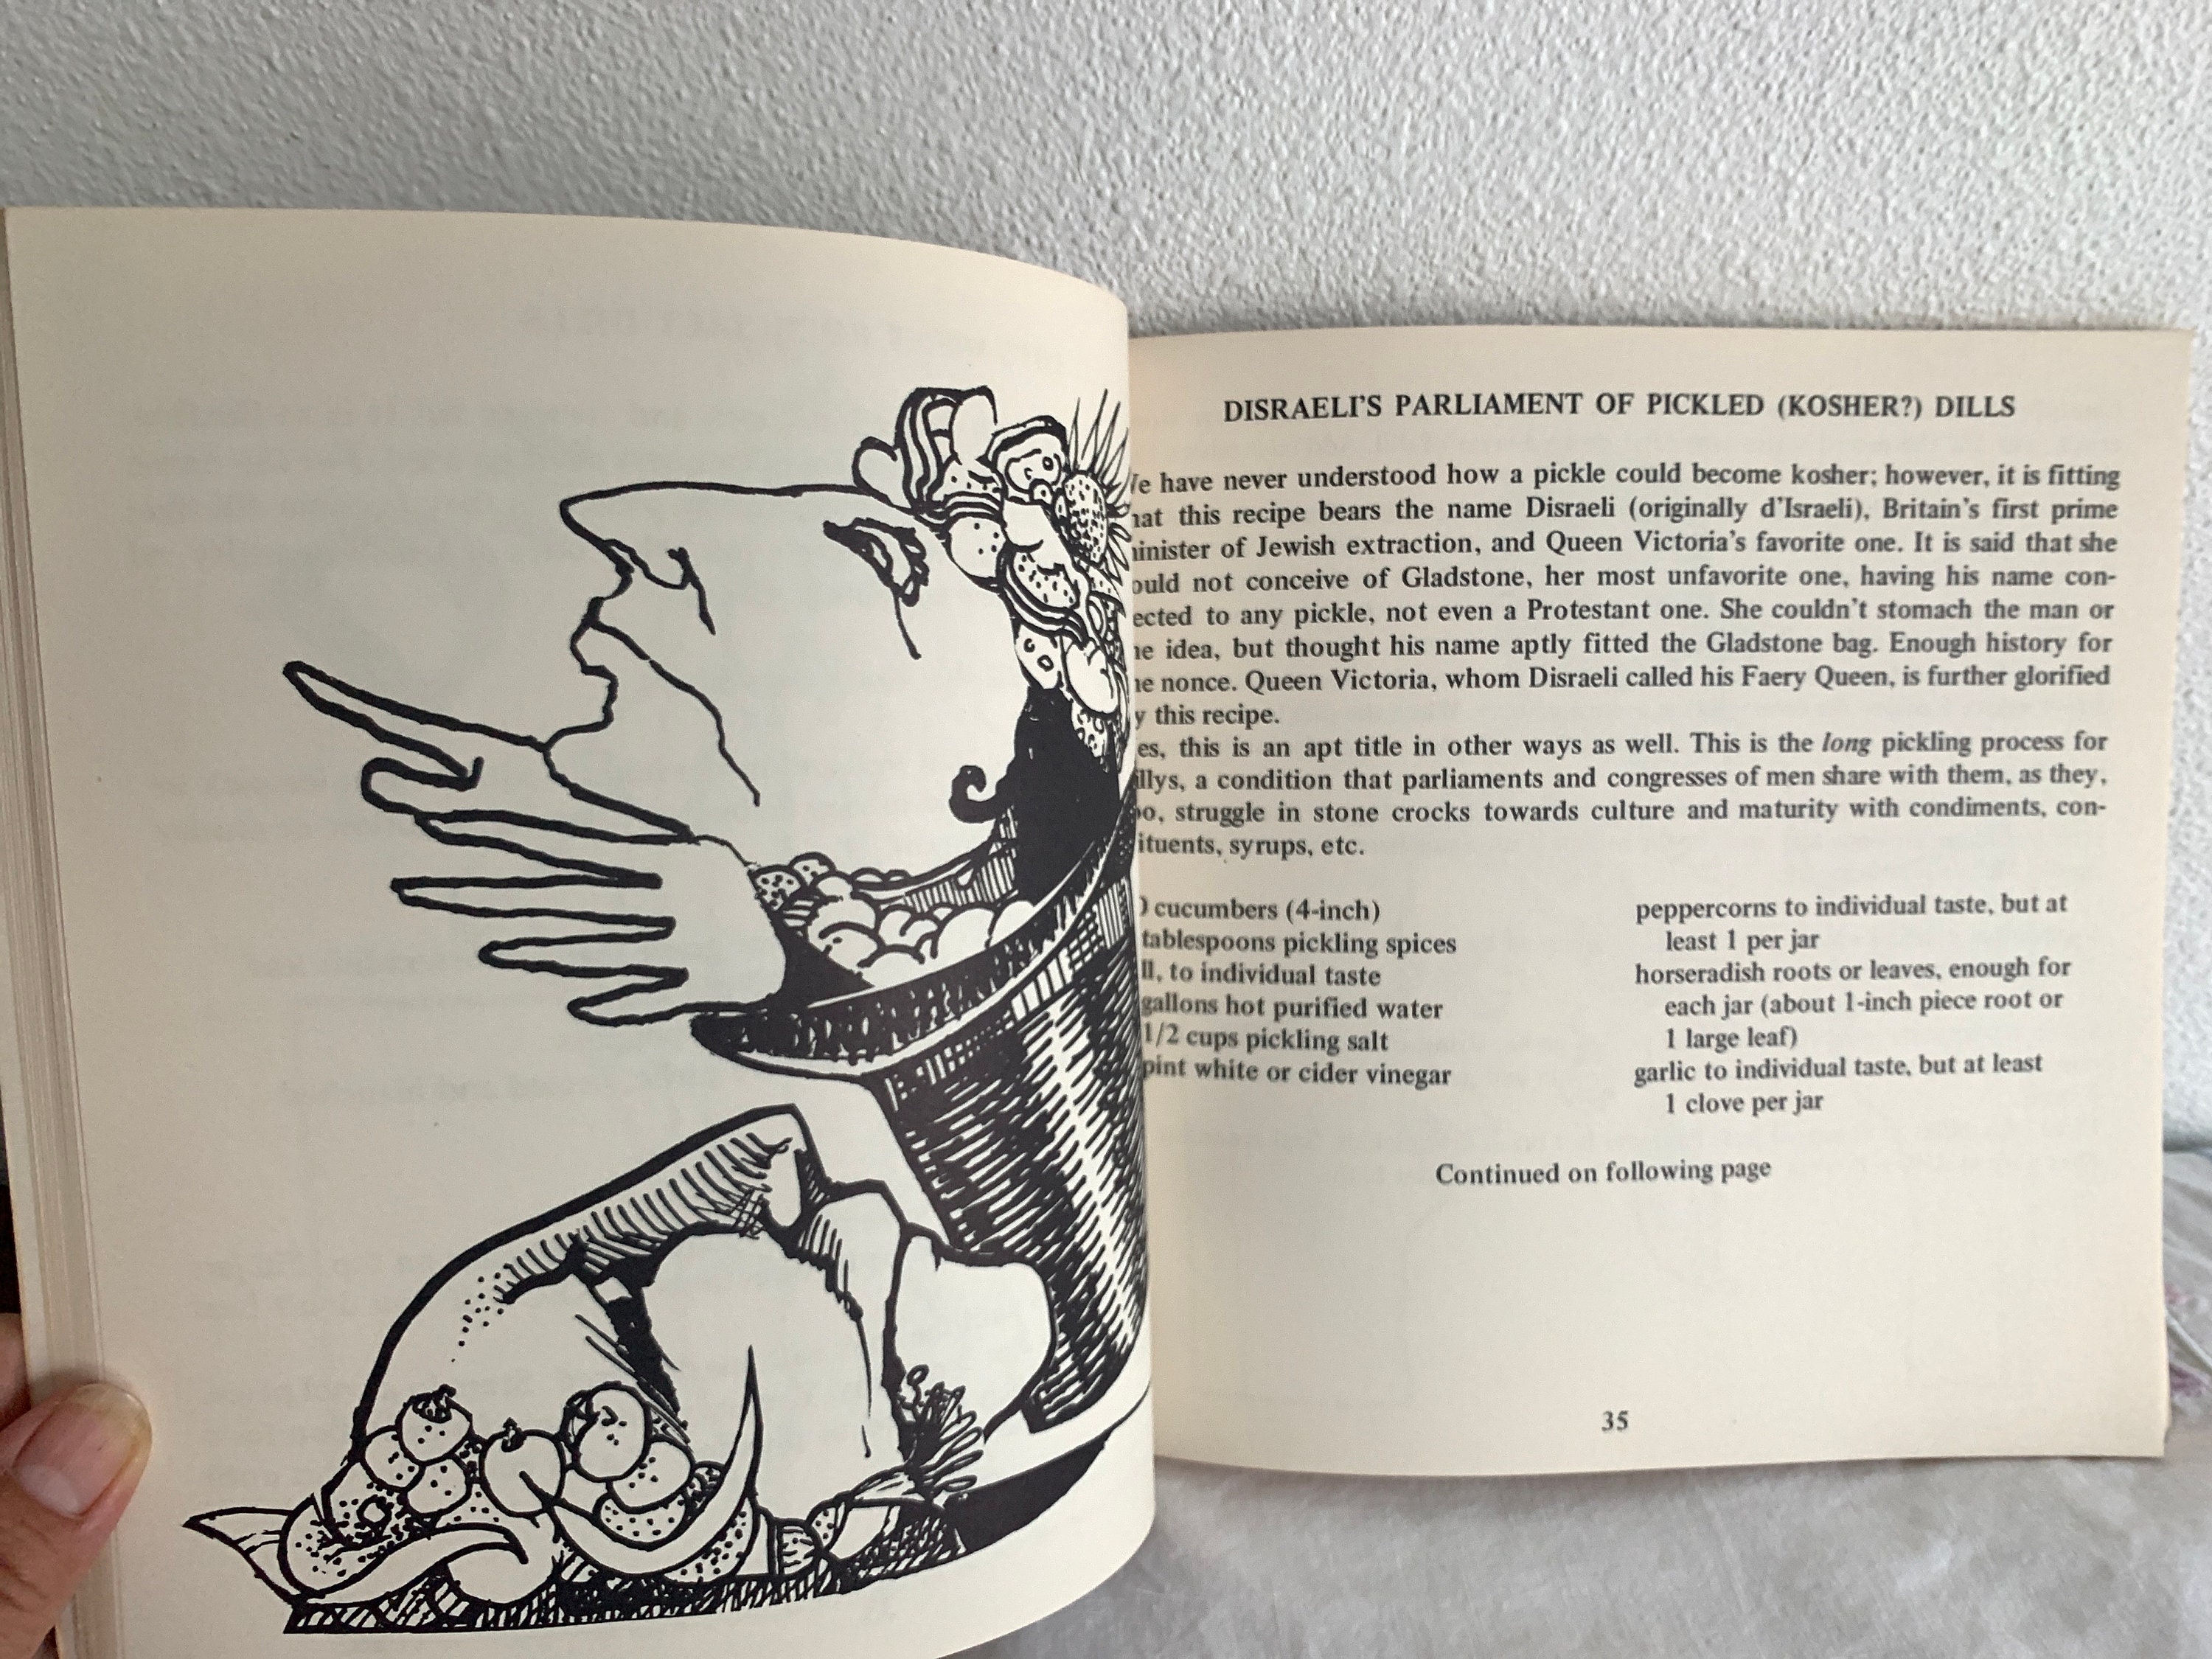 DISRAELI'S PARLIAMENT OF PICKLED (KOSHER?) DILLS
have never understood how a pickle could become kosher; however, it is fitting
this recipe bears the name Disraeli (originally d'Israeli), Britain's first prime
of Jewish extraction, and Queen Victoria's favorite one. It is said that she
not conceive of Gladstone, her most unfavorite one, having his name con-
to any pickle, not even a Protestant one. She couldn't stomach the man or
idea, but thought his name aptly fitted the Gladstone bag. Enough history for
nonce. Queen Victoria, whom Disraeli called his Faery Queen, is further glorified
this recipe.
this is an apt title in other ways as well. This is the long pickling process for
a condition that parliaments and congresses of men share with them, as they,
struggle in stone crocks towards culture and maturity with condiments, con-
syrups, etc.
cucumbers (4-inch)
tablespoons pickling spices
to individual taste
gallons hot purified water
1/2 cups pickling salt
pint white or cider vinegar
peppercorns to individual taste, but at
least 1 per jar
horseradish roots or leaves, enough for
each jar (about 1-inch piece root or
1 large leaf)
garlic to individual taste, but at least
1 clove per jar
Continued on following page
35